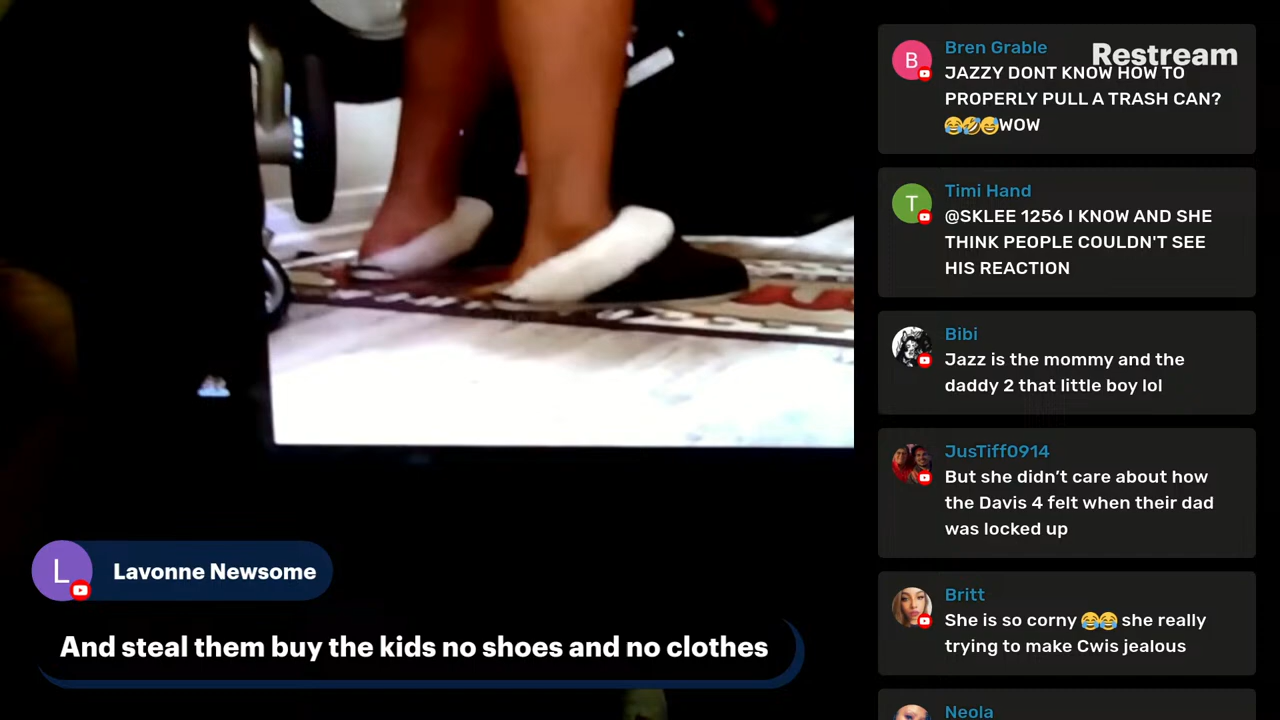 Restream
B
Bren Grable
JAZZY DONT KNOW HOW TO
PROPERLY PULL A TRASH CAN?
😂🤣😅WOW
T
Timi Hand
@SKLEE 1256 I KNOW AND SHE
THINK PEOPLE COULDN'T SEE
HIS REACTION
Bibi
Jazz is the mommy and the
daddy 2 that little boy lol
JusTiff0914
But she didn’t care about how
the Davis 4 felt when their dad
was locked up
Britt
She is so corny 😂😂 she really
trying to make Cwis jealous
Neola
L
Lavonne Newsome
And steal them buy the kids no shoes and no clothes